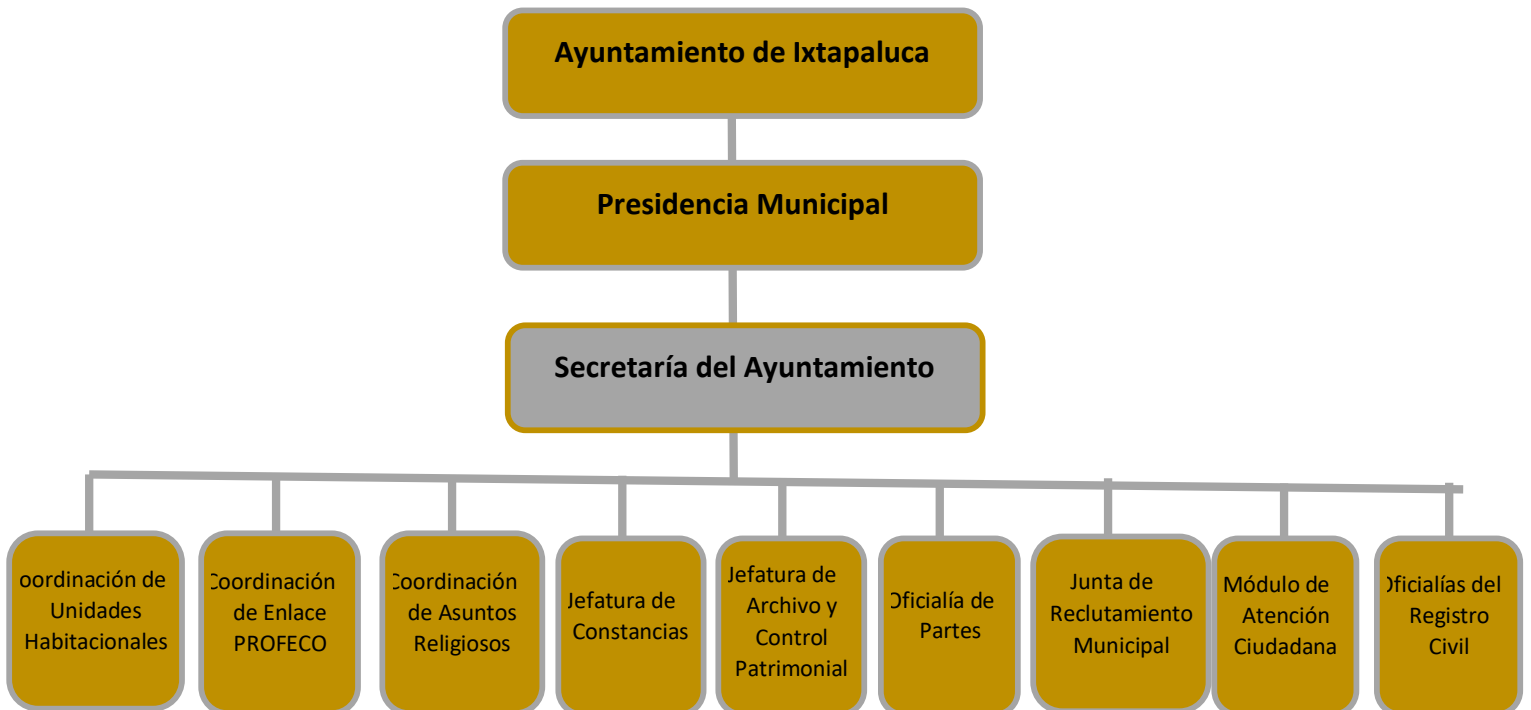 Ayuntamiento de Ixtapaluca
Presidencia Municipal
Secretaría del Ayuntamiento
oordinación de
Unidades
Habitacionales
Coordinación
de Enlace
PROFECO
Coordinación
de Asuntos
Religiosos
Jefatura de
Constancias
Jefatura de
Archivo y
Control
Patrimonial
Oficialía de
Partes
Junta de
Reclutamiento
Municipal
Módulo de
Atención
Ciudadana
Oficialías del
Registro
Civil